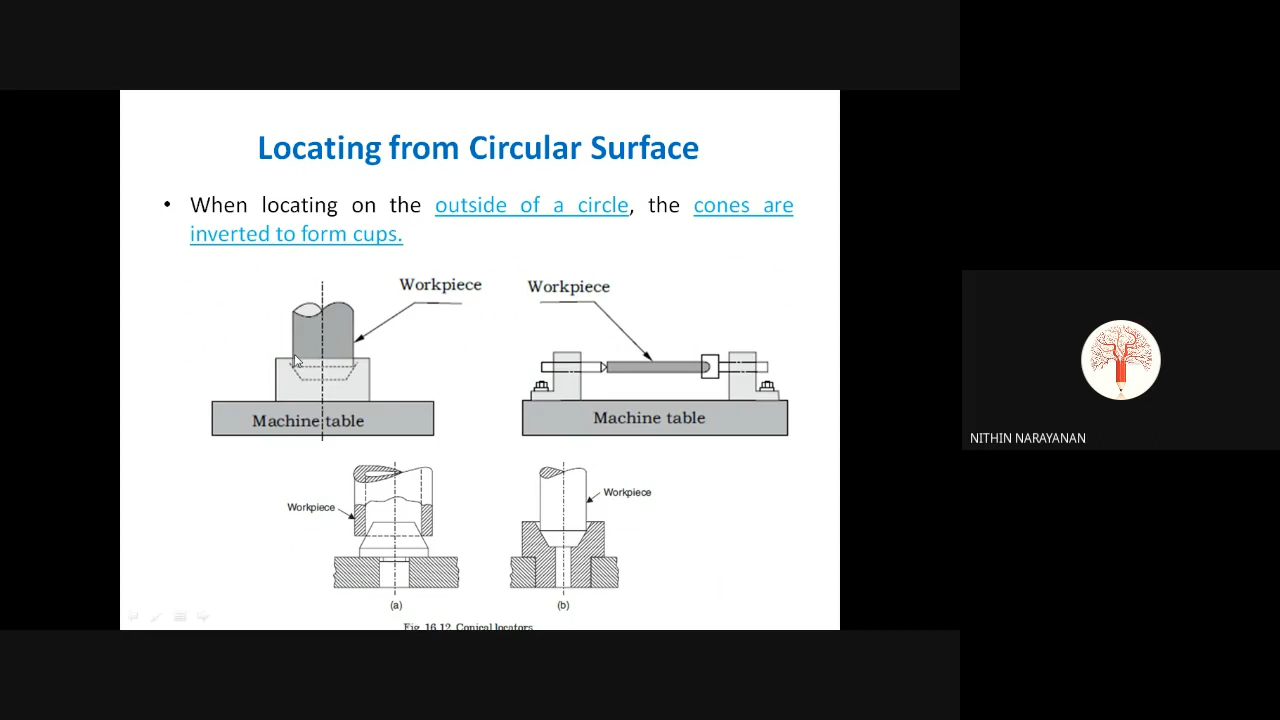 Locating from Circular Surface
• When locating on the outside of a circle, the cones are
inverted to form cups.
Workpiece
Workpiece
Machine table
Machine table
Workpiece
Workpiece
(a)
(b)
Fig. 16.12 Conical locators
NITHIN NARAYANAN